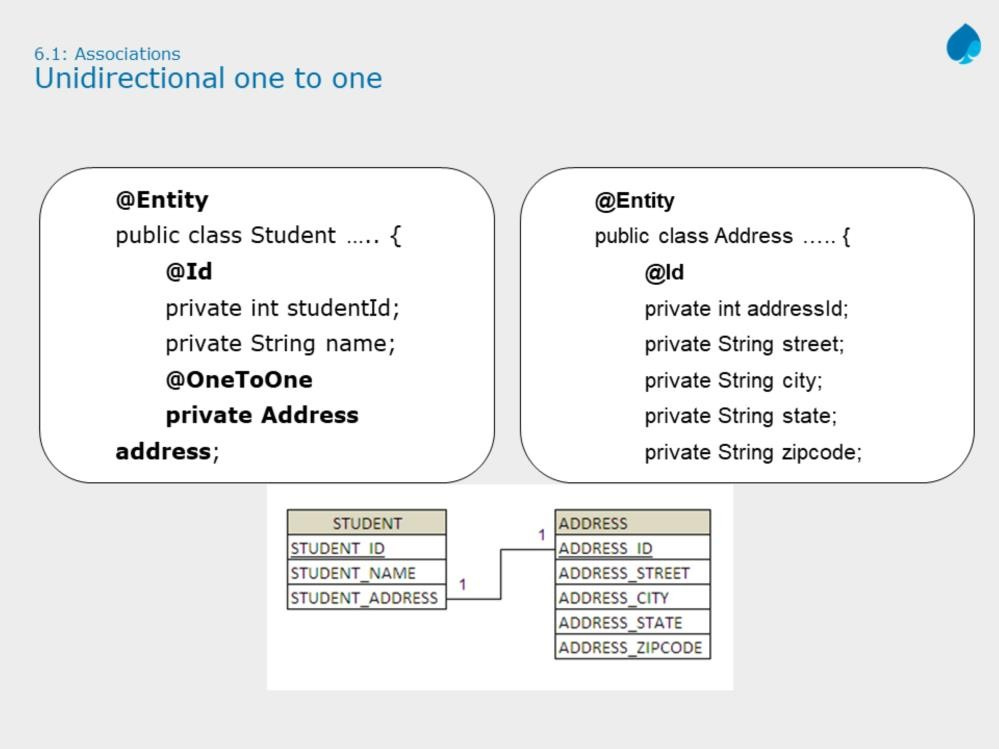 6.1: Associations
Unidirectional one to one
@Entity
public class Student ….. {
@Id
private int studentId;
private String name;
@OneToOne
private Address
address;
@Entity
public class Address ….. {
@Id
private int addressId;
private String street;
private String city;
private String state;
private String zipcode;
STUDENT
STUDENT_ID
STUDENT_NAME
STUDENT_ADDRESS
1
1
ADDRESS
ADDRESS_ID
ADDRESS_STREET
ADDRESS_CITY
ADDRESS_STATE
ADDRESS_ZIPCODE